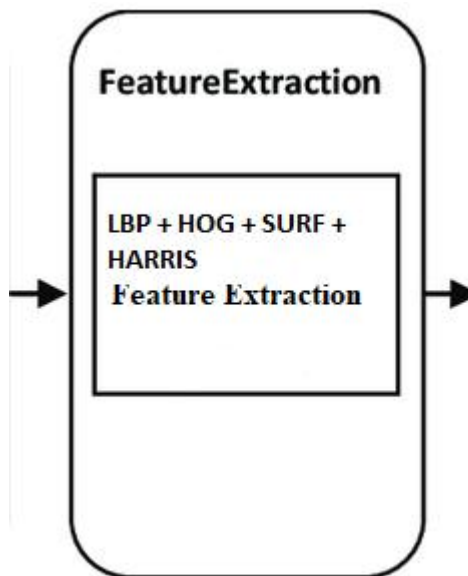 FeatureExtraction
LBP + HOG + SURF +
HARRIS
Feature Extraction